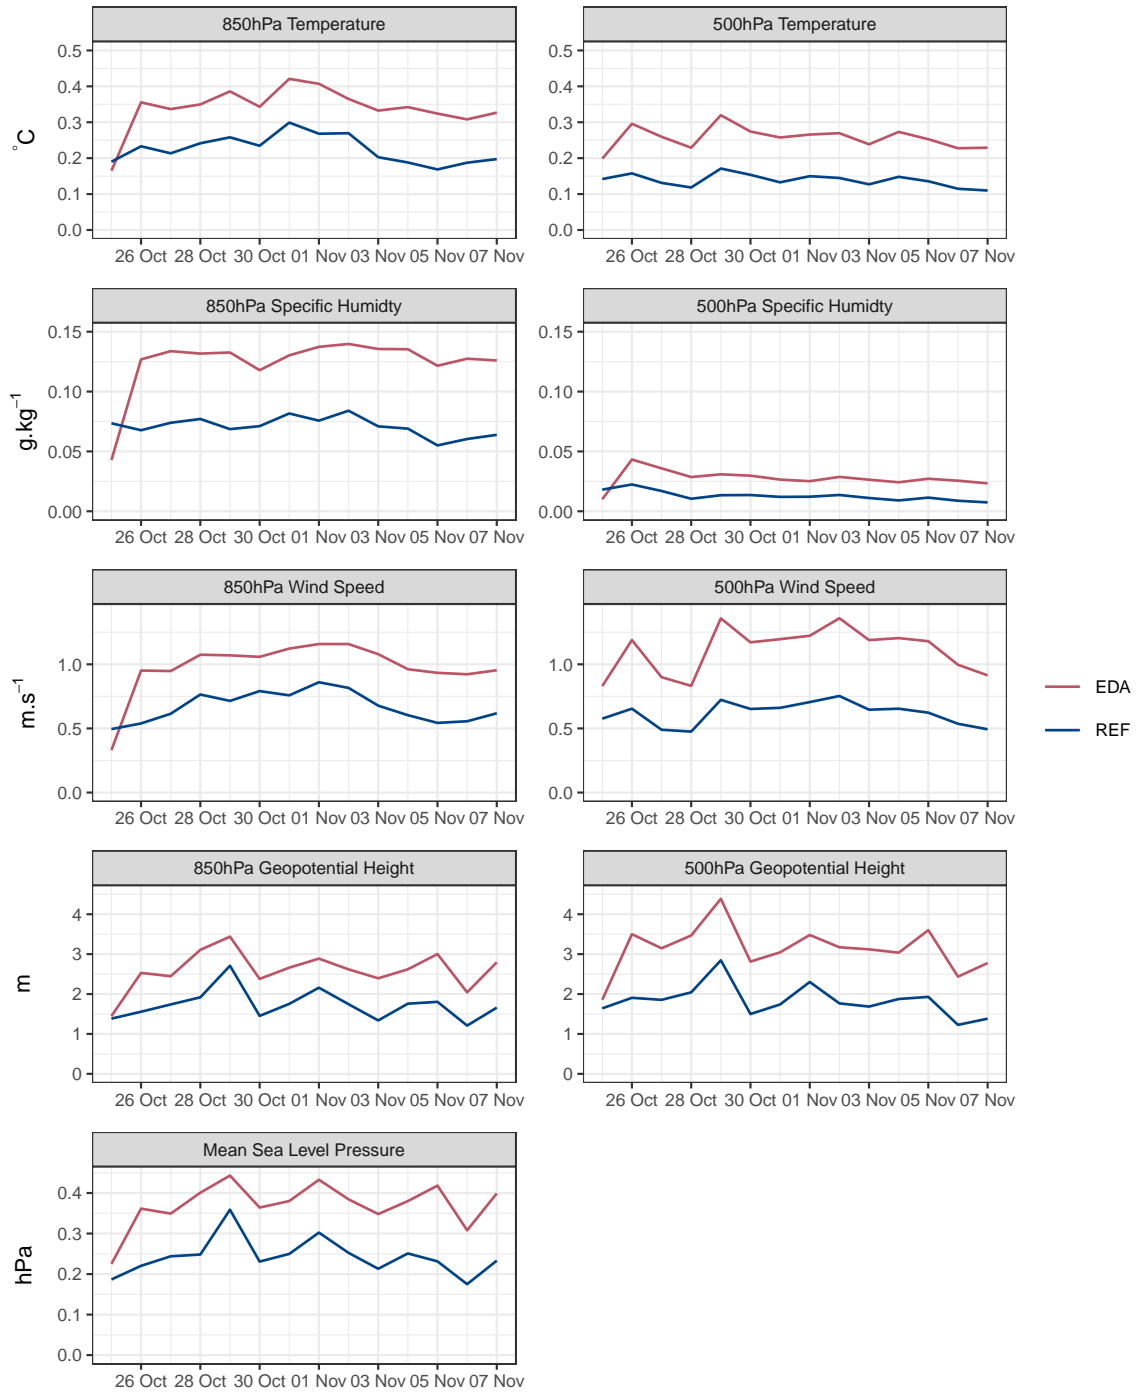 850hPa Temperature
500hPa Temperature
°C
0.5
0.4
0.3
0.2
0.1
0.0
26 Oct 28 Oct 30 Oct 01 Nov 03 Nov 05 Nov 07 Nov
0.5
0.4
0.3
0.2
0.1
0.0
26 Oct 28 Oct 30 Oct 01 Nov 03 Nov 05 Nov 07 Nov
850hPa Specific Humidty
500hPa Specific Humidty
g.kg⁻¹
0.15
0.10
0.05
0.00
26 Oct 28 Oct 30 Oct 01 Nov 03 Nov 05 Nov 07 Nov
0.15
0.10
0.05
0.00
26 Oct 28 Oct 30 Oct 01 Nov 03 Nov 05 Nov 07 Nov
850hPa Wind Speed
500hPa Wind Speed
m.s⁻¹
1.0
0.5
0.0
26 Oct 28 Oct 30 Oct 01 Nov 03 Nov 05 Nov 07 Nov
1.0
0.5
0.0
26 Oct 28 Oct 30 Oct 01 Nov 03 Nov 05 Nov 07 Nov
EDA
REF
850hPa Geopotential Height
500hPa Geopotential Height
m
4
3
2
1
0
26 Oct 28 Oct 30 Oct 01 Nov 03 Nov 05 Nov 07 Nov
4
3
2
1
0
26 Oct 28 Oct 30 Oct 01 Nov 03 Nov 05 Nov 07 Nov
Mean Sea Level Pressure
hPa
0.4
0.3
0.2
0.1
0.0
26 Oct 28 Oct 30 Oct 01 Nov 03 Nov 05 Nov 07 Nov